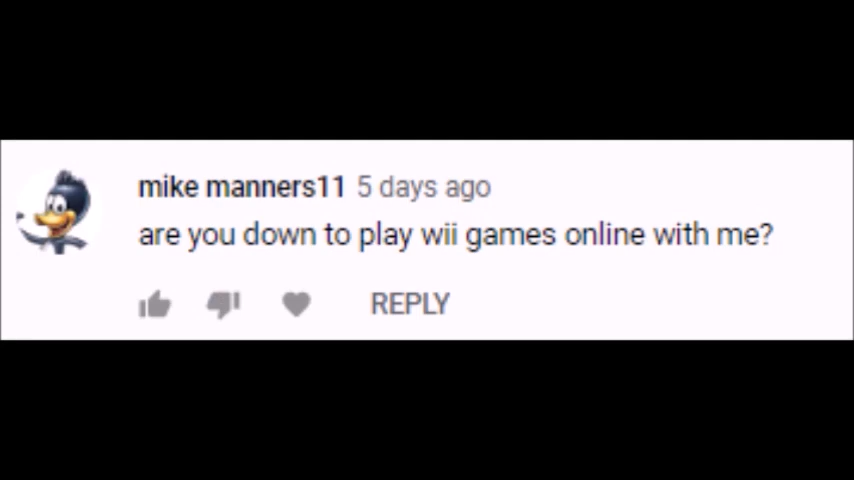 mike manners11 5 days ago
are you down to play wii games online with me?
REPLY